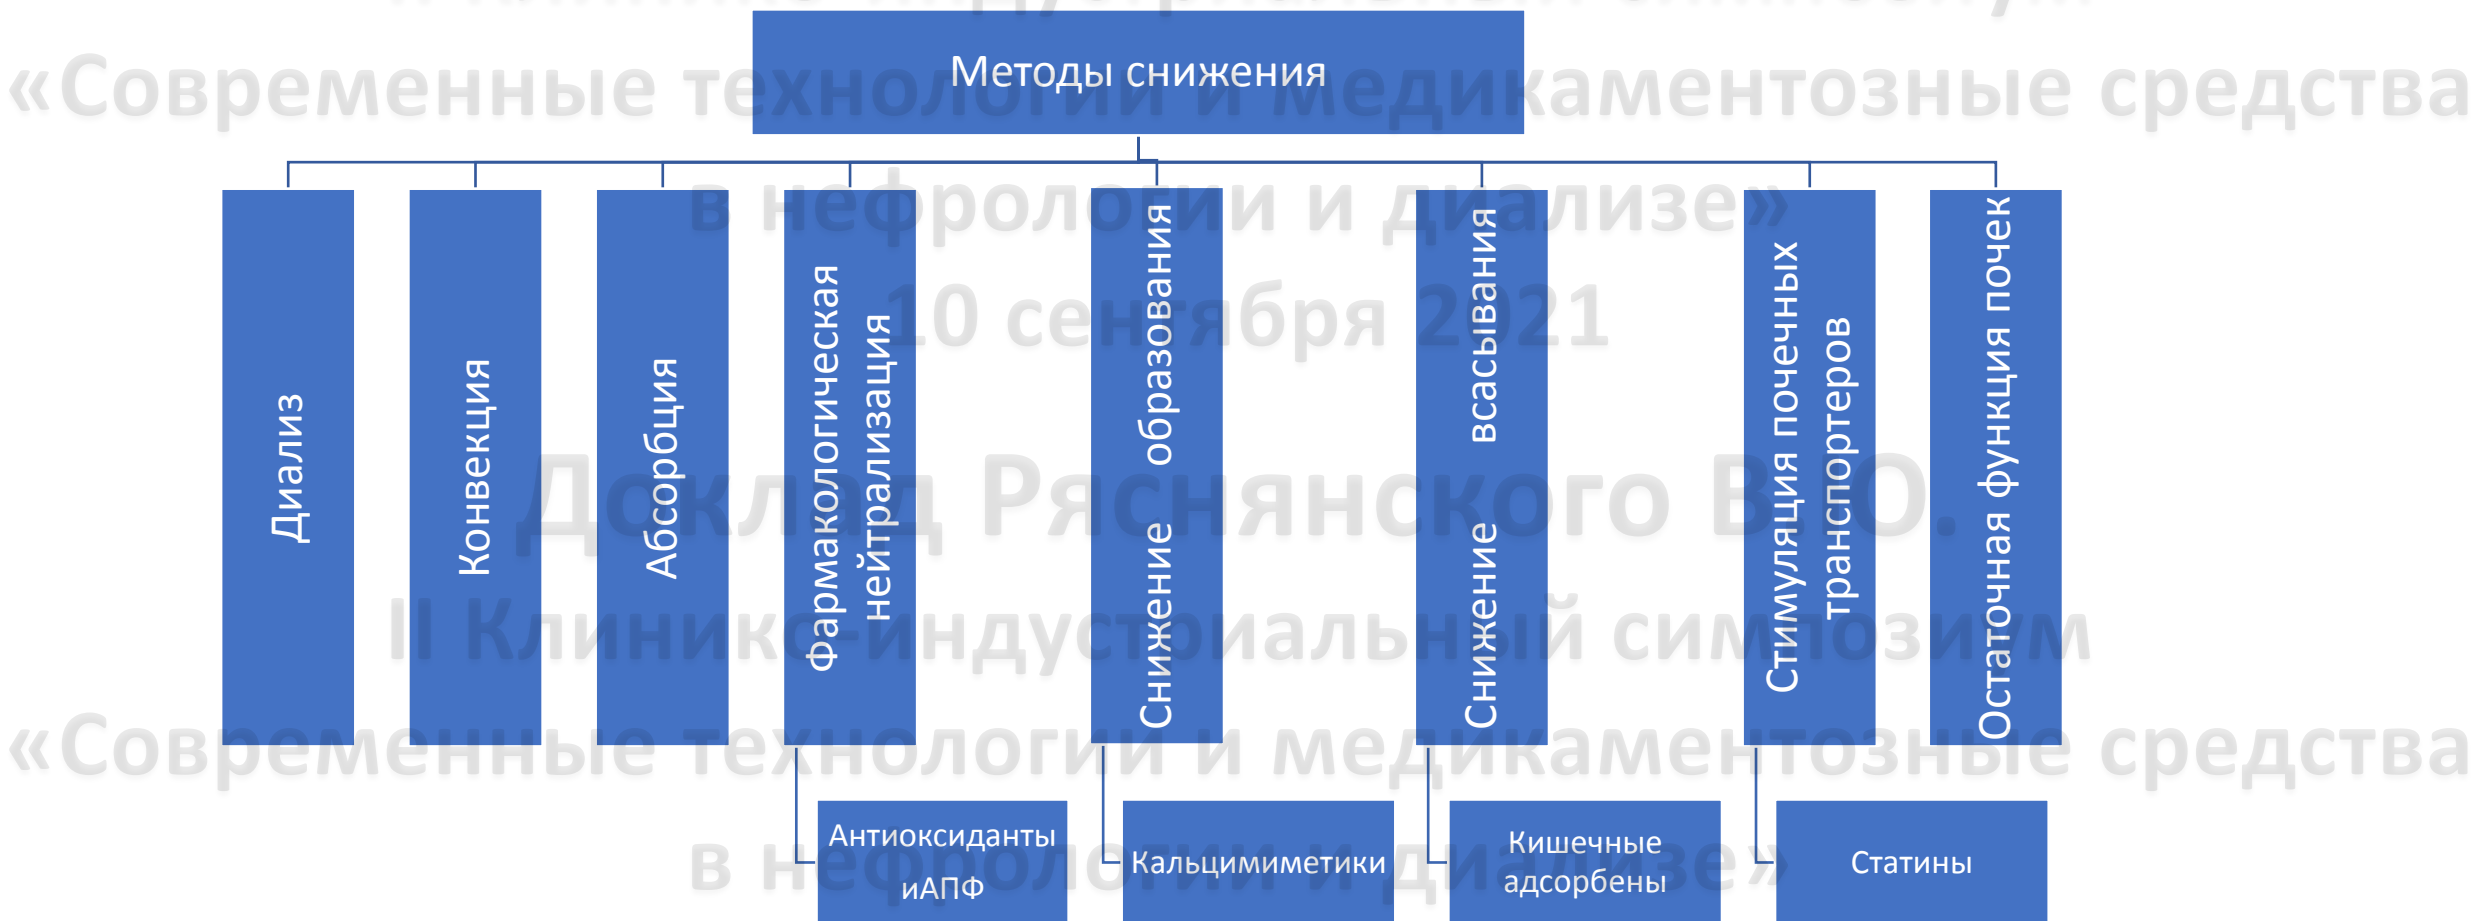 Методы снижения
«Современные технологии и медикаментозные средства
в нефрологии и диализе»
10 сентября 2021
Диализ
Конвекция
Абсорбция
Фармакологическая
нейтрализация
Снижение образования
Снижение всасывания
Стимуляция почечных
транспортеров
Остаточная функция почек
Доклад Ряснянского В.Ю.
II Клинико-индустриальный симпозиум
«Современные технологии и медикаментозные средства
в нефрологии и диализе»
Антиоксиданты
иАПФ
Кальцимиметики
Кишечные
адсорбены
Статины